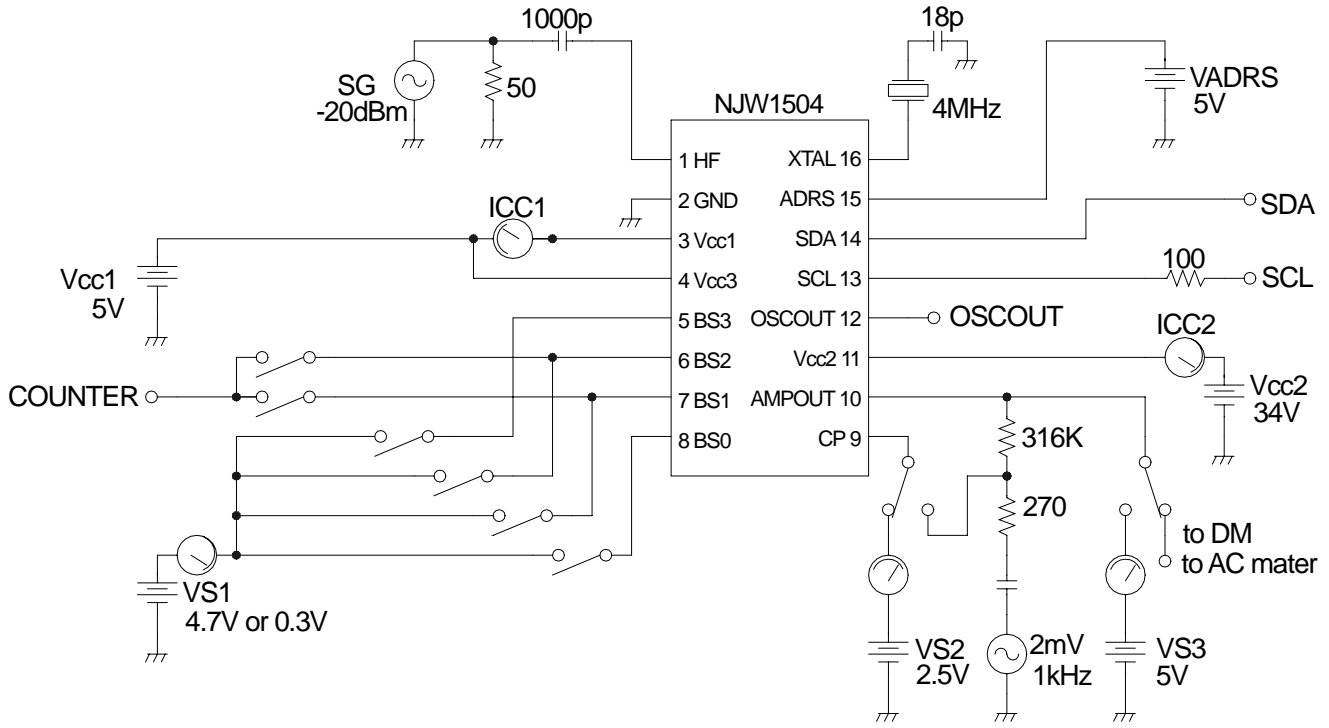 1000p
18p
SG
-20dBm
50
4MHz
VADRS
5V
NJW1504
1 HF
XTAL 16
2 GND
ADRS 15
ICC1
SDA
3 Vcc1
SDA 14
Vcc1
5V
4 Vcc3
SCL 13
100
SCL
5 BS3
OSCOUT 12
OSCOUT
ICC2
6 BS2
Vcc2 11
COUNTER
7 BS1
AMPOUT 10
Vcc2
34V
8 BS0
CP 9
316K
270
to DM
to AC mater
VS1
4.7V or 0.3V
VS2
2.5V
2mV
1kHz
VS3
5V